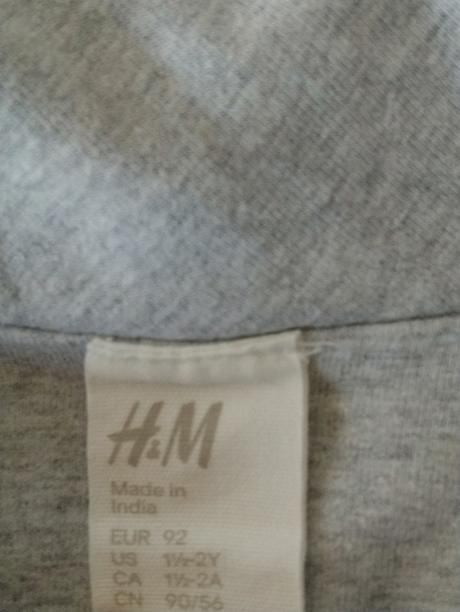 H&M
Made in
India
EUR 92
US 1½-2Y
CA 1½-2A
CN 90/56